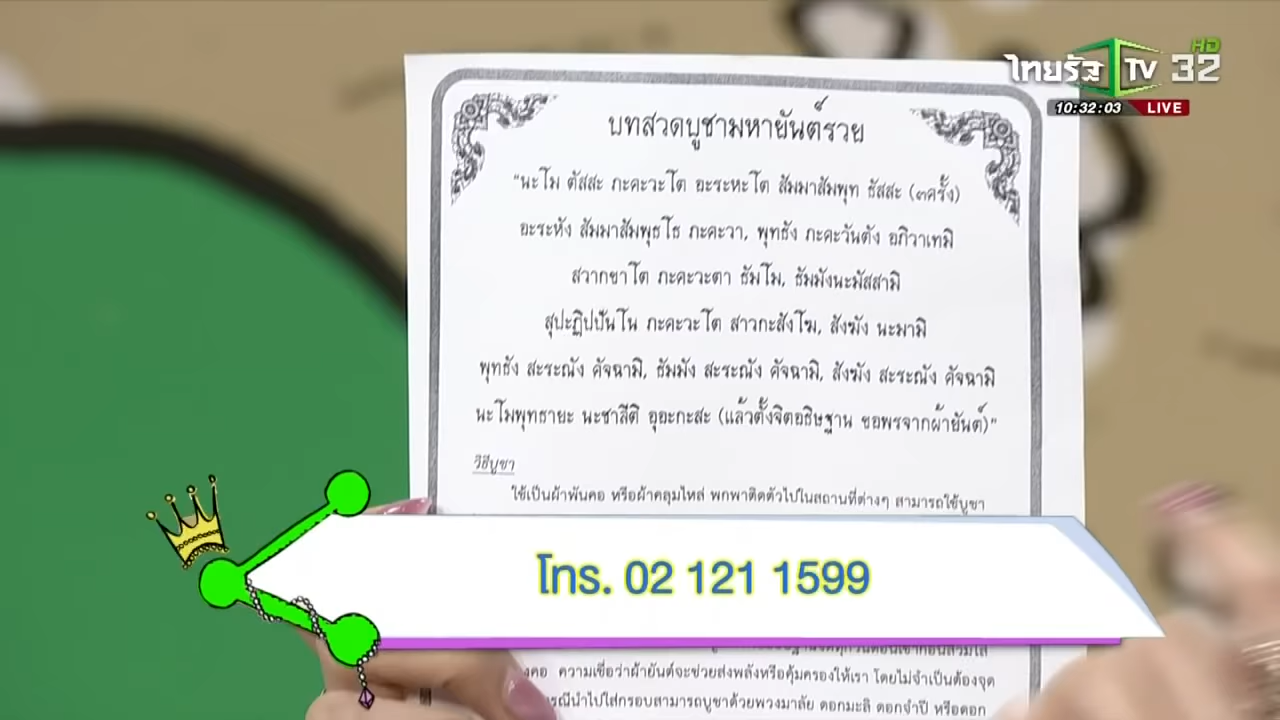 ไทยรัฐ TV 32 HD
10:32:03 LIVE
บทสวดบูชามหายันต์รวย
"นะโม ตัสสะ ภะคะวะโต อะระหะโต สัมมาสัมพุท ธัสสะ (๓ครั้ง)
อะระหัง สัมมาสัมพุธโธ ภะคะวา, พุทธัง ภะคะวันตัง อภิวาเทมิ
สวากขาโต ภะคะวะตา ธัมโม, ธัมมังนะมัสสามิ
สุปะฏิปปันโน ภะคะวะโต สาวกะสังโฆ, สังฆัง นะมามิ
พุทธัง สะระณัง คัจฉามิ, ธัมมัง สะระณัง คัจฉามิ, สังฆัง สะระณัง คัจฉามิ
นะโมพุทธายะ นะชาลีติ อุอะกะสะ (แล้วตั้งจิตอธิษฐาน ขอพรจากผ้ายันต์)"
วิธีบูชา
ใช้เป็นผ้าพันคอ หรือผ้าคลุมไหล่ พกพาติดตัวไปในสถานที่ต่างๆ สามารถใช้บูชา
โทร. 02 121 1599
ความเชื่อว่าผ้ายันต์จะช่วยส่งพลังหรือคุ้มครองให้เรา โดยไม่จำเป็นต้องจุด
นำไปใส่กรอบสามารถบูชาด้วยพวงมาลัย ดอกมะลิ ดอกจำปี หรือดอก